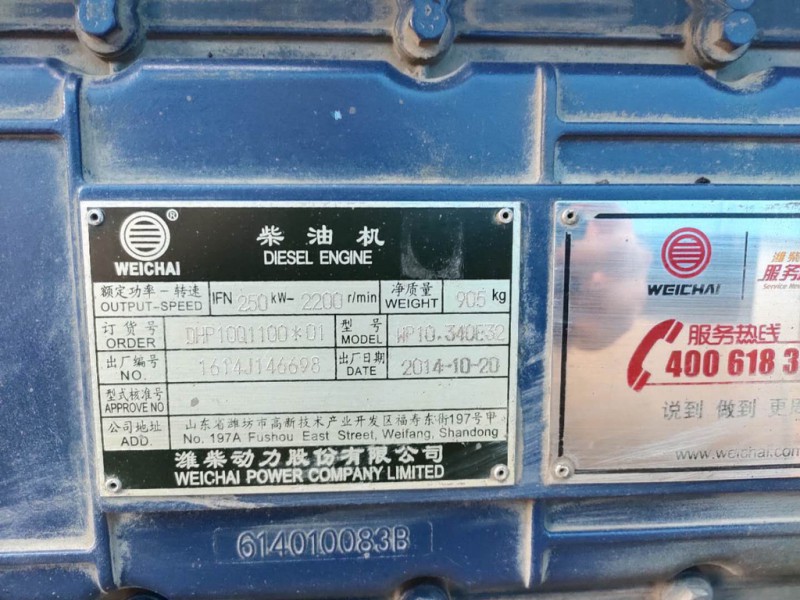 ®
WEICHAI
柴油机
DIESEL ENGINE
额定功率－转速 OUTPUT-SPEED IFN 250 kW- 2200 r/min 净质量 WEIGHT 905 kg
订货号 ORDER DHP10Q1100*01 型号 MODEL WP10.340E32
出厂编号 NO. 1614J146698 出厂日期 DATE 2014-10-20
型式核准号 APPROVE NO
公司地址 ADD. 山东省潍坊市高新技术产业开发区福寿东街197号甲
No. 197A Fushou East Street, Weifang, Shandong
潍柴动力股份有限公司
WEICHAI POWER COMPANY LIMITED
614010083B
WEICHAI
潍柴
服务
服务热线
400 618 3
说到 做到 更
www.weichai.com